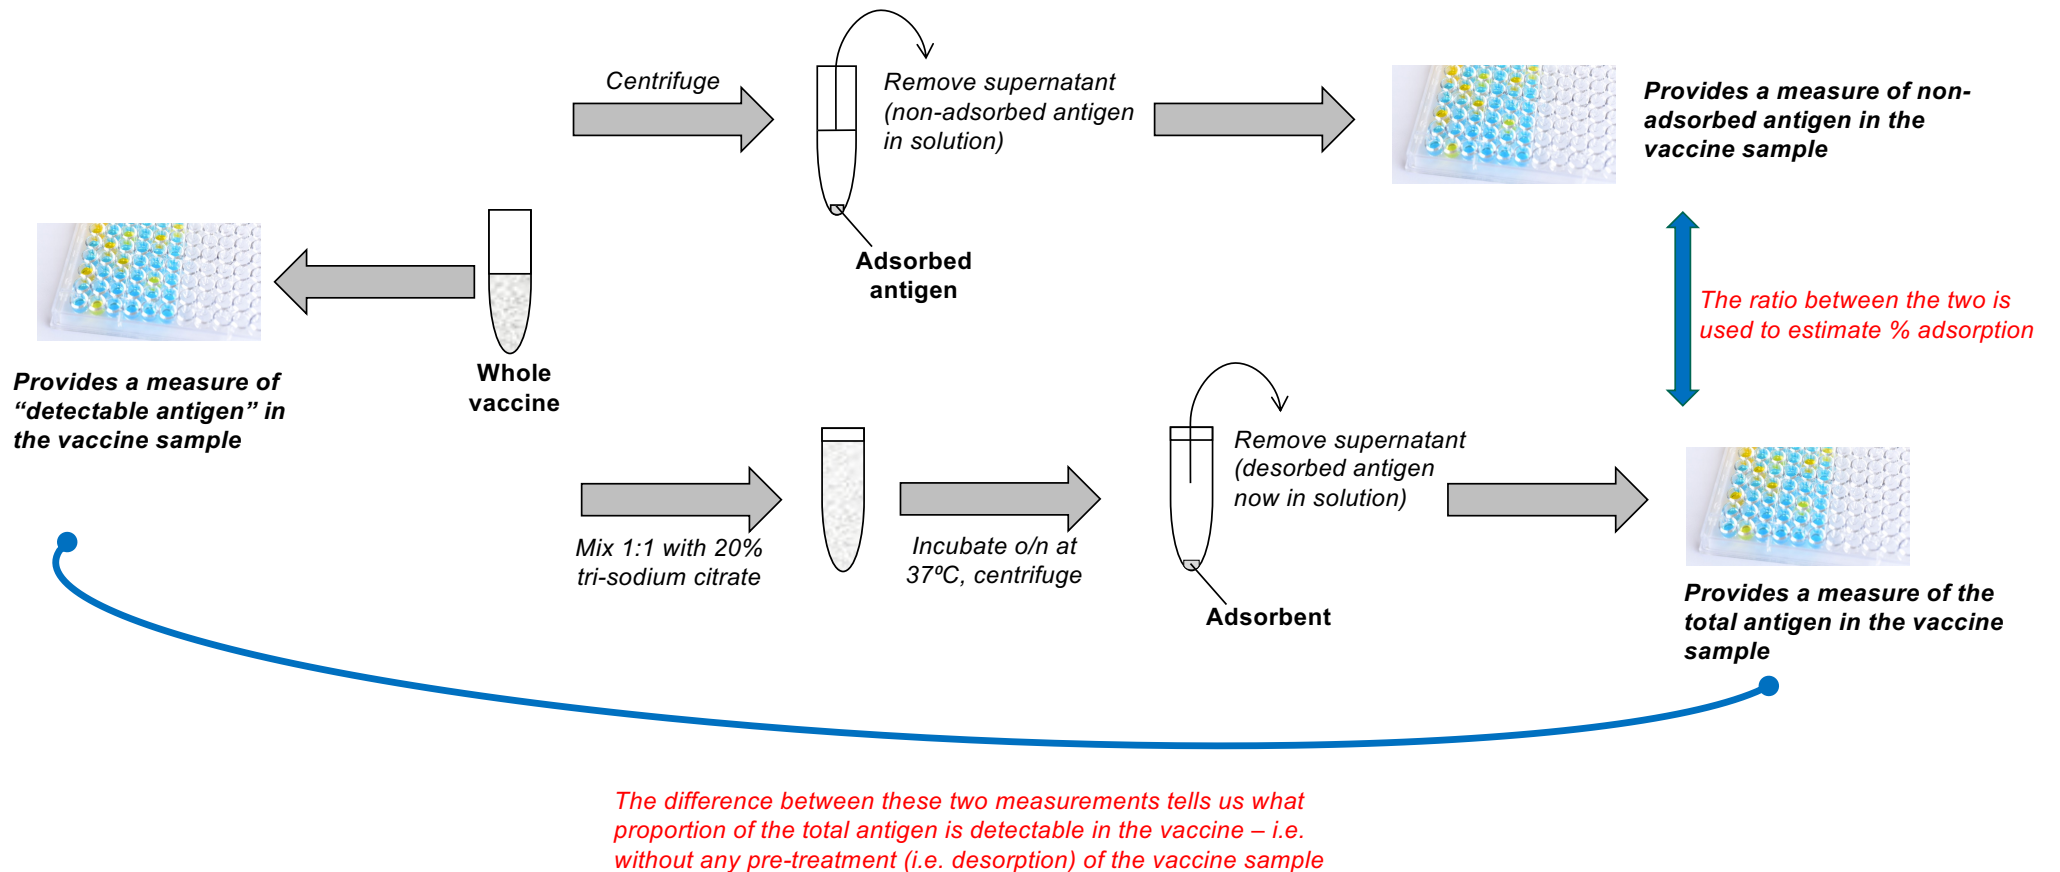 Centrifuge
Remove supernatant
(non-adsorbed antigen
in solution)
Provides a measure of non-
adsorbed antigen in the
vaccine sample
Adsorbed
antigen
The ratio between the two is
used to estimate % adsorption
Whole
vaccine
Provides a measure of
“detectable antigen” in
the vaccine sample
Mix 1:1 with 20%
tri-sodium citrate
Incubate o/n at
37ºC, centrifuge
Remove supernatant
(desorbed antigen
now in solution)
Adsorbent
Provides a measure of the
total antigen in the vaccine
sample
The difference between these two measurements tells us what
proportion of the total antigen is detectable in the vaccine – i.e.
without any pre-treatment (i.e. desorption) of the vaccine sample